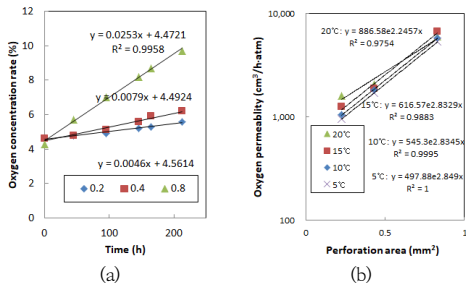 y = 0.0253x + 4.4721
R² = 0.9958
y = 0.0079x + 4.4924
y = 0.0046x + 4.5614
Oxygen concentration rate (%)
12
10
8
6
4
2
0
0.2 0.4 0.8
0 100 200 300
Time (h)
(a)
Oxygen permeablity (cm³/h·atm)
10,000
1,000
100
20℃: y = 886.58e2.2457x
R² = 0.9754
15℃: y = 616.57e2.8329x
R² = 0.9883
10℃: y = 545.3e2.8345x
R² = 0.9995
5℃: y = 497.88e2.849x
R² = 1
20℃
15℃
10℃
5℃
0 0.5 1
Perforation area (mm²)
(b)